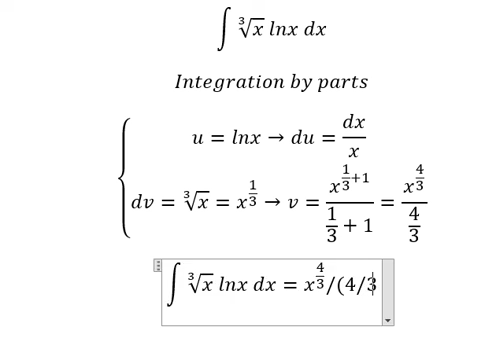 ∫ ∛x lnx dx
Integration by parts
u = lnx → du = dx/x
dv = ∛x = x^(1/3) → v = x^(1/3+1)/(1/3+1) = x^(4/3)/(4/3)
∫ ∛x lnx dx = x^(4/3)/(4/3